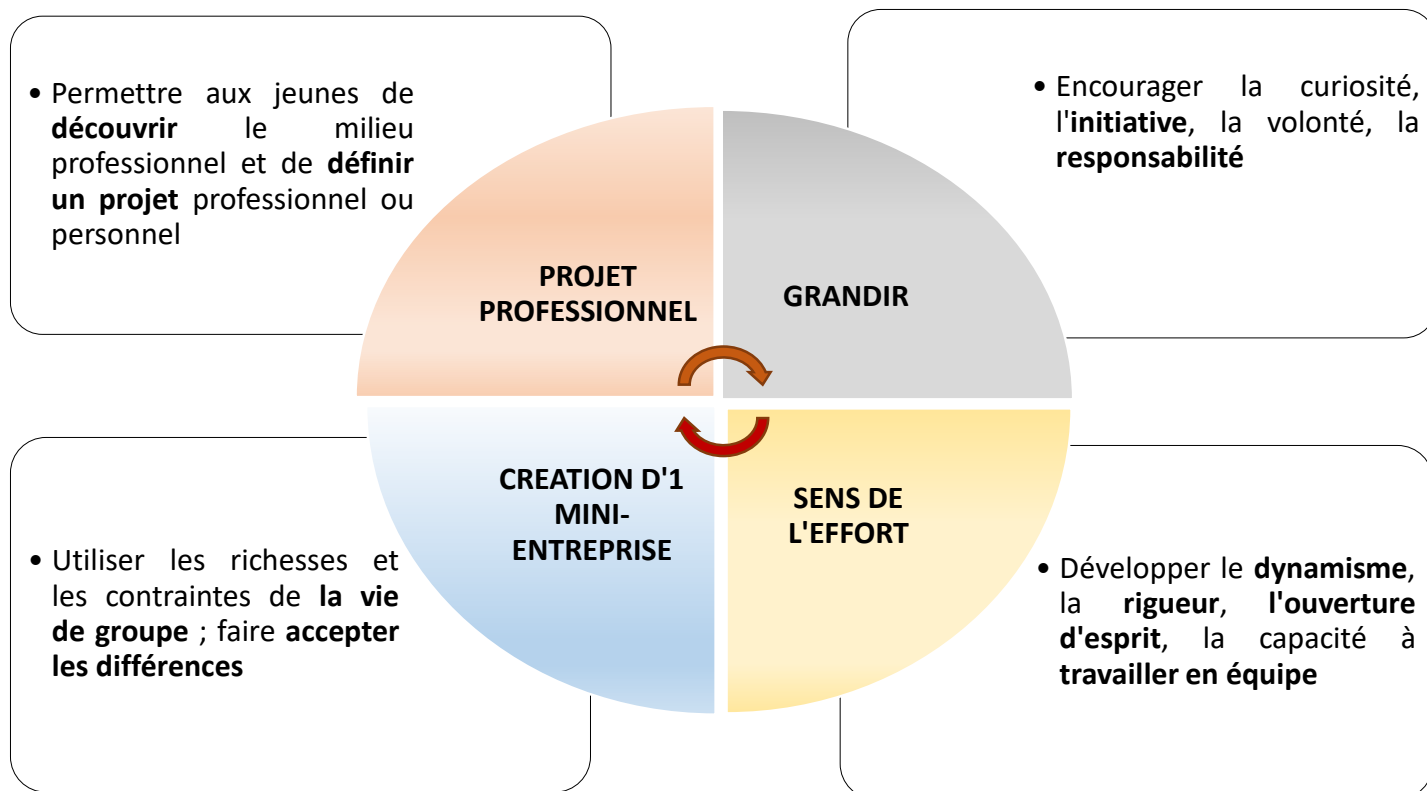 • Permettre aux jeunes de
découvrir le milieu
professionnel et de définir
un projet professionnel ou
personnel
• Encourager la curiosité,
l'initiative, la volonté, la
responsabilité
PROJET
PROFESSIONNEL
GRANDIR
CREATION D'1
MINI-
ENTREPRISE
SENS DE
L'EFFORT
• Utiliser les richesses et
les contraintes de la vie
de groupe ; faire accepter
les différences
• Développer le dynamisme,
la rigueur, l'ouverture
d'esprit, la capacité à
travailler en équipe